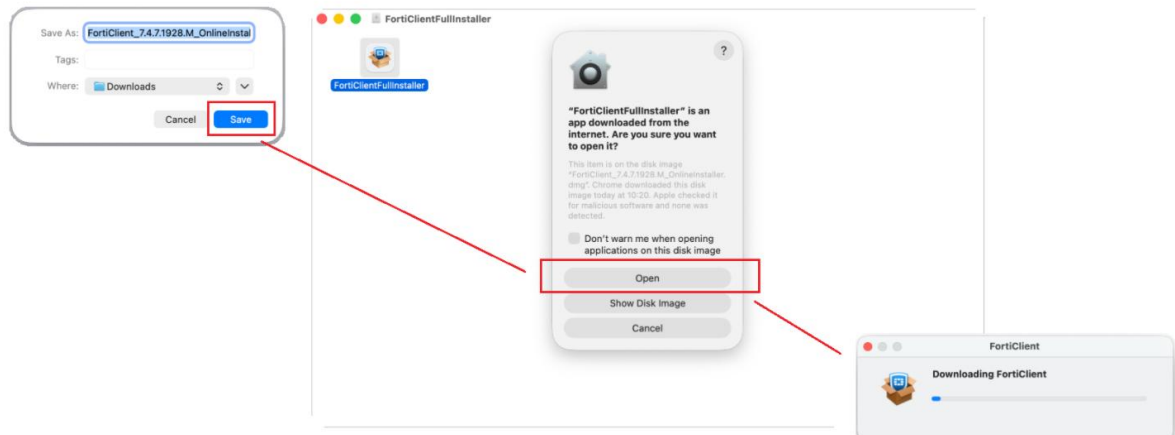 Save As: FortiClient_7.4.7.1928.M_OnlineInstal
Tags:
Where: Downloads
Cancel Save
FortiClientFullInstaller
FortiClientFullInstaller
?
“FortiClientFullInstaller” is an
app downloaded from the
internet. Are you sure you want
to open it?
This item is on the disk image
“FortiClient_7.4.7.1928.M_OnlineInstaller.
dmg”. Chrome downloaded this disk
image today at 10:20. Apple checked it
for malicious software and none was
detected.
Don't warn me when opening
applications on this disk image
Open
Show Disk Image
Cancel
FortiClient
Downloading FortiClient